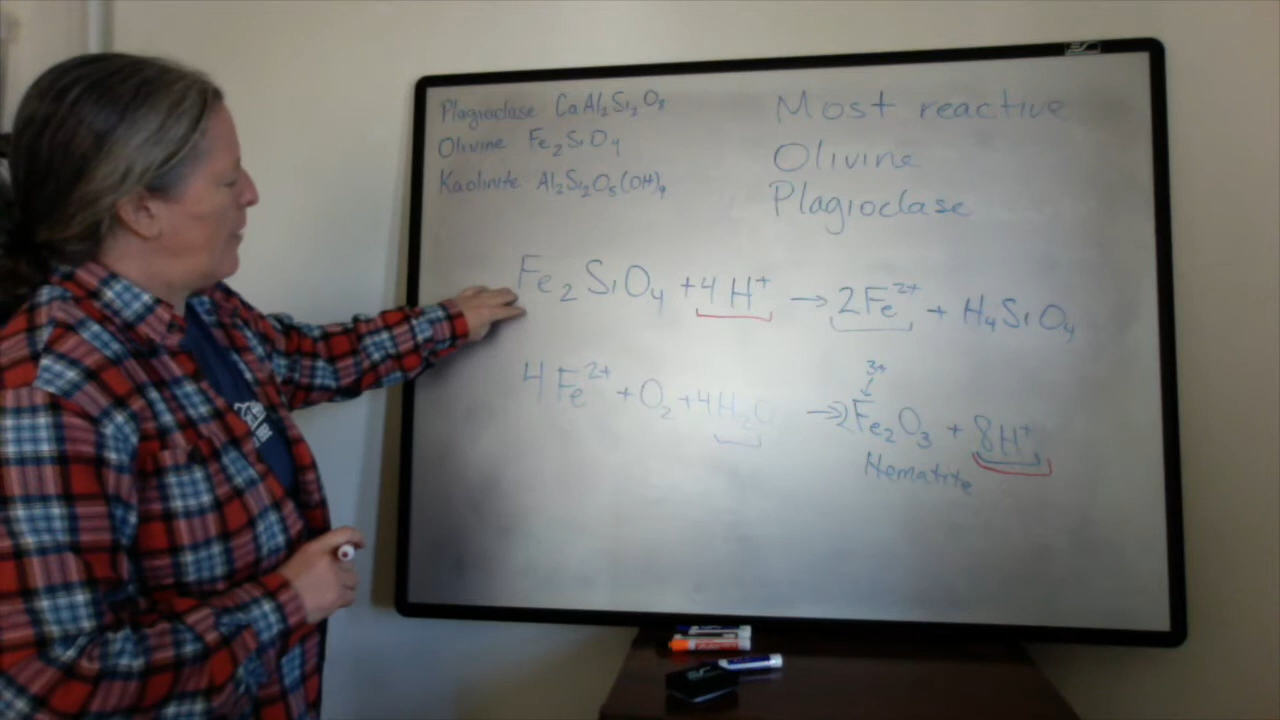 Plagioclase CaAl₂Si₂O₈
Olivine Fe₂SiO₄
Kaolinite Al₂Si₂O₅(OH)₄
Most reactive
Olivine
Plagioclase
Fe₂SiO₄ + 4H⁺ → 2Fe²⁺ + H₄SiO₄
3+
4Fe²⁺ + O₂ + 4H₂O → 2Fe₂O₃ + 8H⁺
Hematite